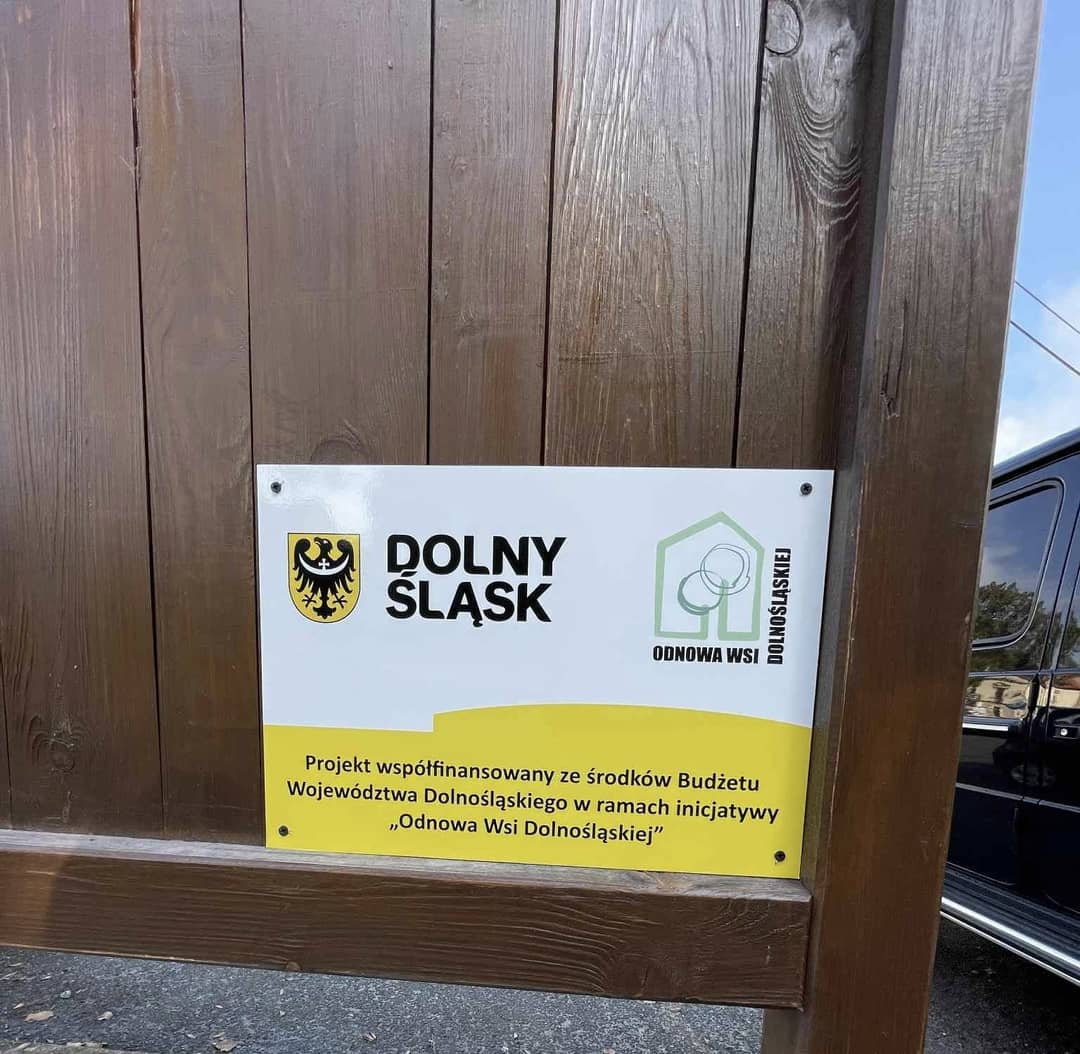 DOLNY
ŚLĄSK
ODNOWA WSI
DOLNOŚLĄSKIEJ
Projekt współfinansowany ze środków Budżetu
Województwa Dolnośląskiego w ramach inicjatywy
„Odnowa Wsi Dolnośląskiej”